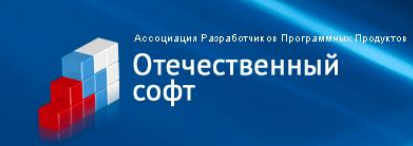 Ассоциация Разработчиков Программных Продуктов
Отечественный
софт